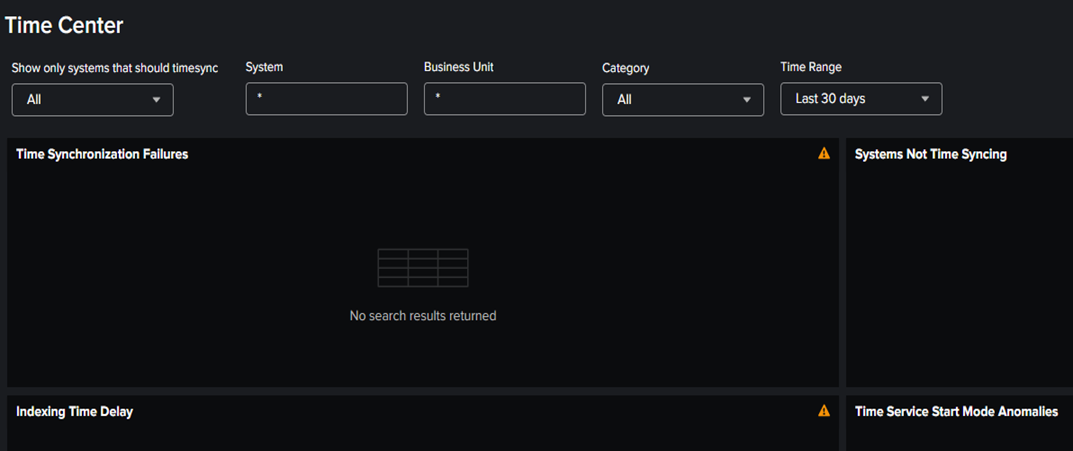 Time Center
Show only systems that should timesync
System
Business Unit
Category
Time Range
All
*
*
All
Last 30 days
Time Synchronization Failures
Systems Not Time Syncing
No search results returned
Indexing Time Delay
Time Service Start Mode Anomalies